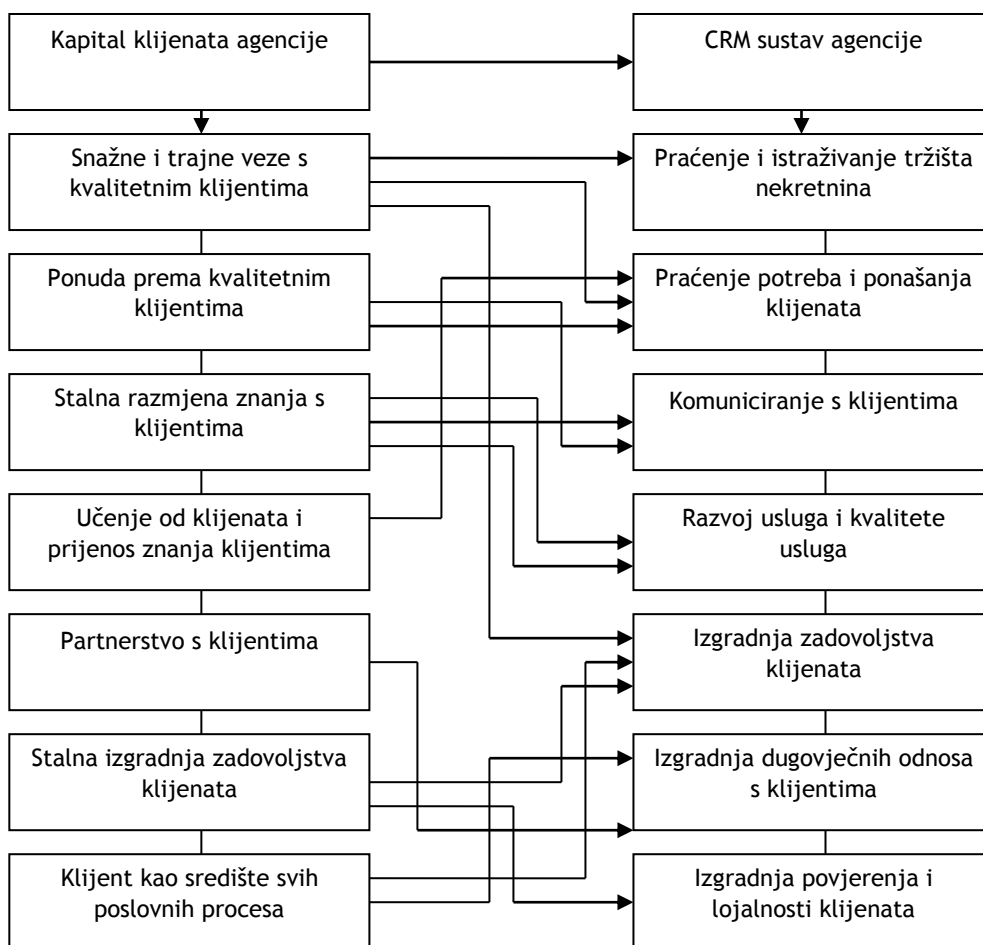 Kapital klijenata agencije
CRM sustav agencije
Snažne i trajne veze s
kvalitetnim klijentima
Praćenje i istraživanje tržišta
nekretnina
Ponuda prema kvalitetnim
klijentima
Praćenje potreba i ponašanja
klijenata
Stalna razmjena znanja s
klijentima
Komuniciranje s klijentima
Učenje od klijenata i
prijenos znanja klijentima
Razvoj usluga i kvalitete
usluga
Partnerstvo s klijentima
Izgradnja zadovoljstva
klijenata
Stalna izgradnja zadovoljstva
klijenata
Izgradnja dugovječnih odnosa
s klijentima
Klijent kao središte svih
poslovnih procesa
Izgradnja povjerenja i
lojalnosti klijenata